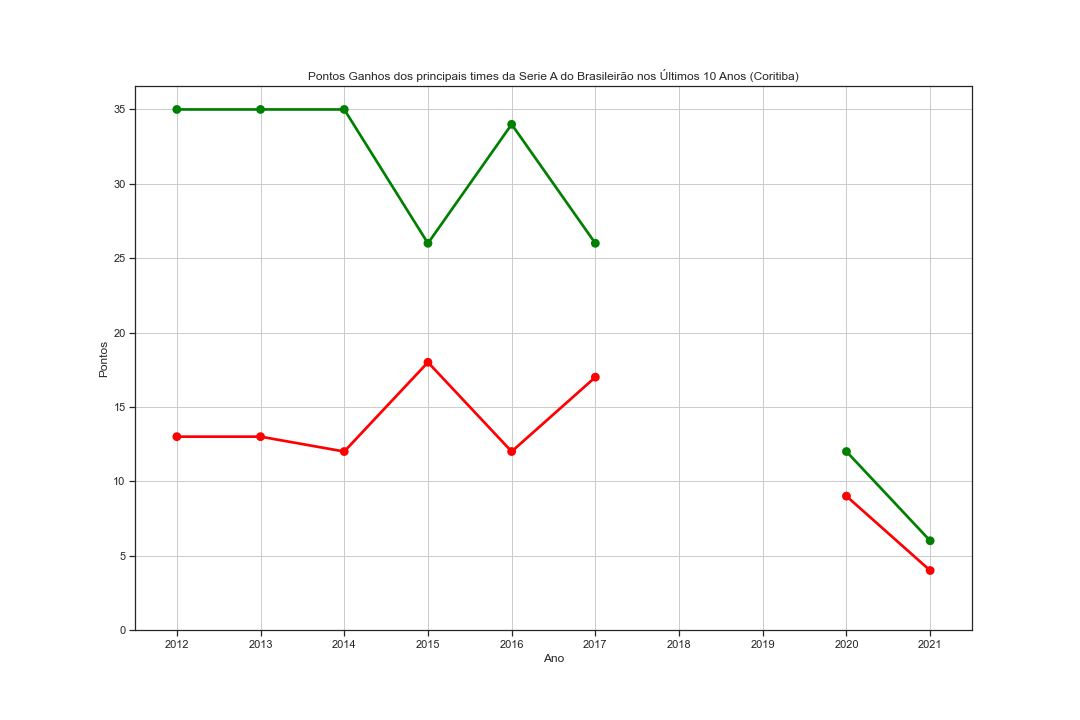 Pontos Ganhos dos principais times da Serie A do Brasileirão nos Últimos 10 Anos (Coritiba)
35
30
25
20
15
10
5
0
Pontos
2012 2013 2014 2015 2016 2017 2018 2019 2020 2021
Ano